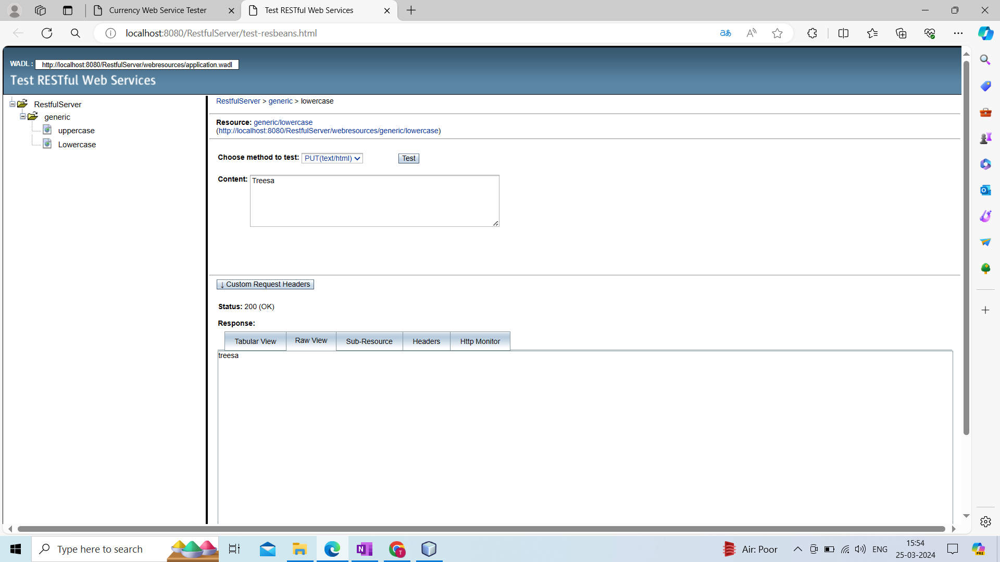 Currency Web Service Tester
Test RESTful Web Services
localhost:8080/RestfulServer/test-resbeans.html
aあ
WADL : http://localhost:8080/RestfulServer/webresources/application.wadl
Test RESTful Web Services
RestfulServer
generic
uppercase
Lowercase
RestfulServer > generic > lowercase
Resource: generic/lowercase
(http://localhost:8080/RestfulServer/webresources/generic/lowercase)
Choose method to test: PUT(text/html) Test
Content: Treesa
↓ Custom Request Headers
Status: 200 (OK)
Response:
Tabular View Raw View Sub-Resource Headers Http Monitor
treesa
Type here to search
N
T
Air: Poor
ENG
15:54
25-03-2024
PRE